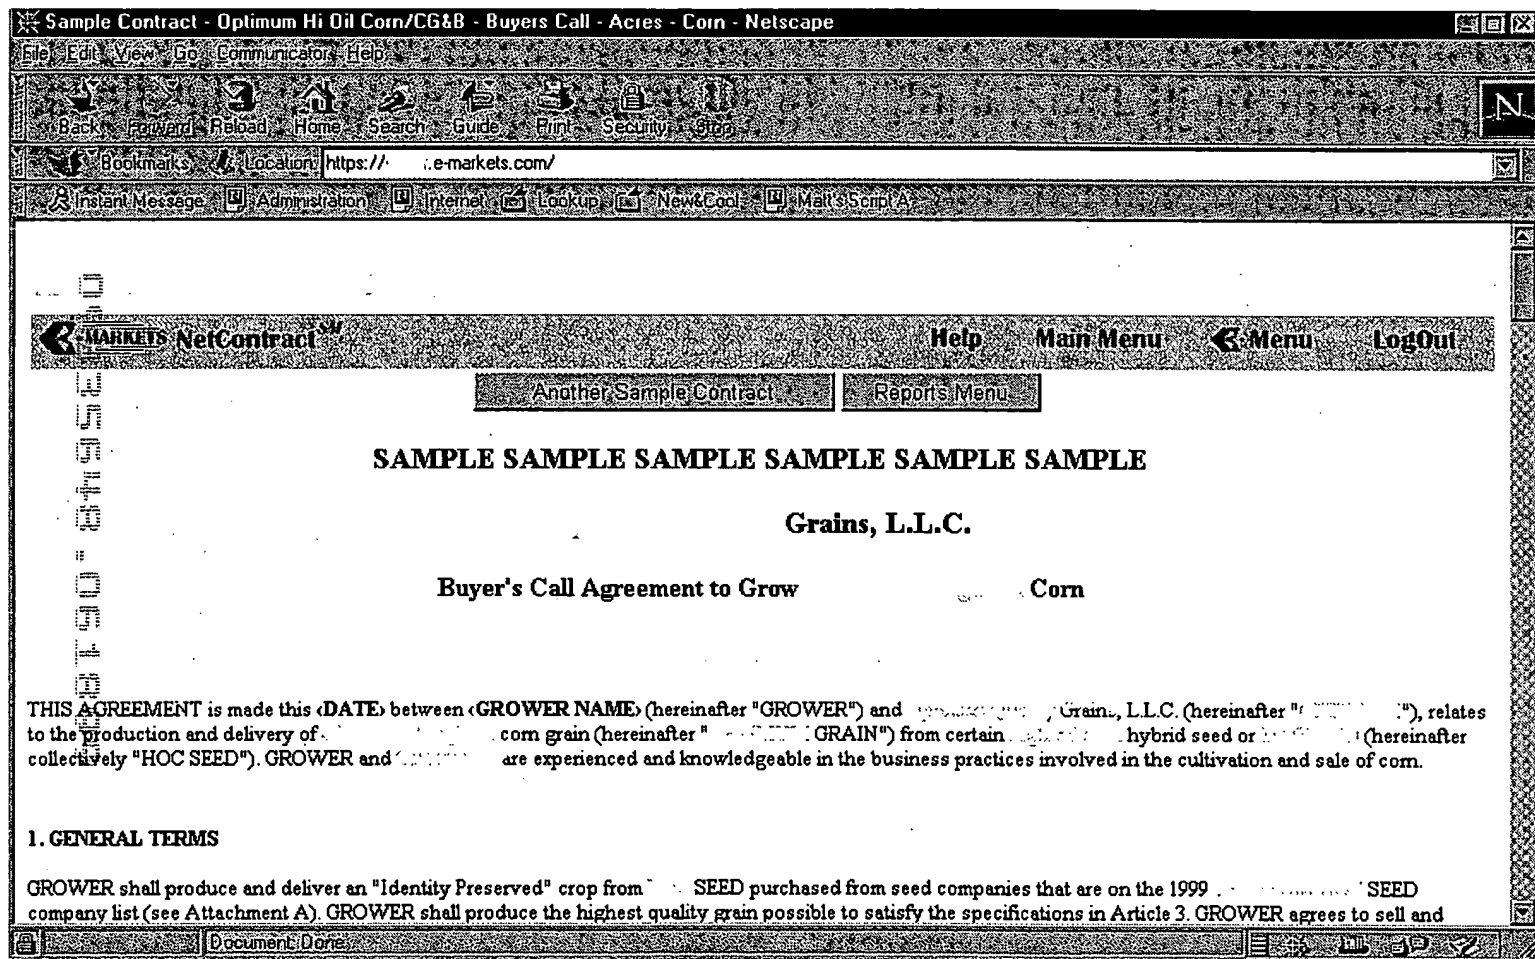 Sample Contract - Optimum Hi Oil Corn/CG&B - Buyers Call - Acres - Corn - Netscape
File Edit View Go Communicator Help
N
Back Forward Reload Home Search Guide Print Security Stop
Bookmarks Location: https:// .e-markets.com/
Instant Message Administration Internet Lookup New&Cool Matt's Script A
MARKETS NetContract SM Help Main Menu Menu LogOut
Another Sample Contract Reports Menu
SAMPLE SAMPLE SAMPLE SAMPLE SAMPLE SAMPLE
Grains, L.L.C.
Buyer's Call Agreement to Grow Corn
THIS AGREEMENT is made this <DATE> between <GROWER NAME> (hereinafter "GROWER") and Grains, L.L.C. (hereinafter " "), relates
to the production and delivery of corn grain (hereinafter " GRAIN") from certain hybrid seed or (hereinafter
collectively "HOC SEED"). GROWER and are experienced and knowledgeable in the business practices involved in the cultivation and sale of corn.
1. GENERAL TERMS
GROWER shall produce and deliver an "Identity Preserved" crop from SEED purchased from seed companies that are on the 1999 SEED
company list (see Attachment A). GROWER shall produce the highest quality grain possible to satisfy the specifications in Article 3. GROWER agrees to sell and
Document: Done